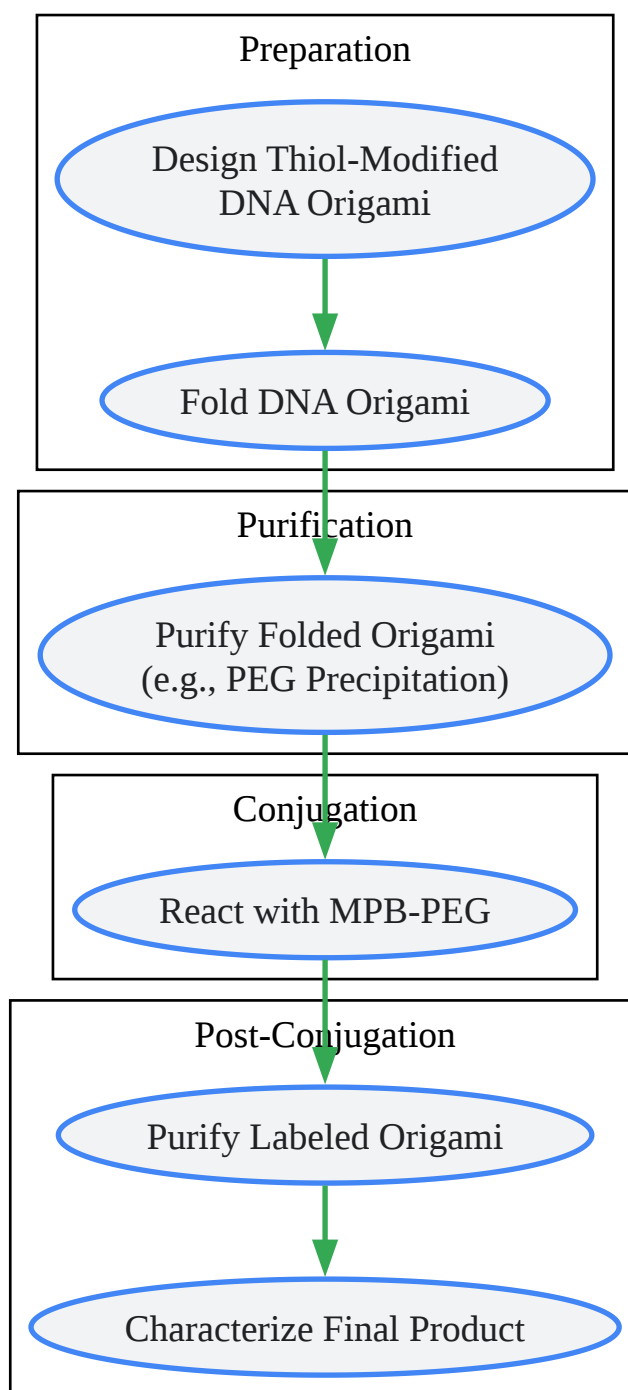 Preparation
Design Thiol-Modified
DNA Origami
Fold DNA Origami
Purification
Purify Folded Origami
(e.g., PEG Precipitation)
Conjugation
React with MPB-PEG
Post-Conjugation
Purify Labeled Origami
Characterize Final Product